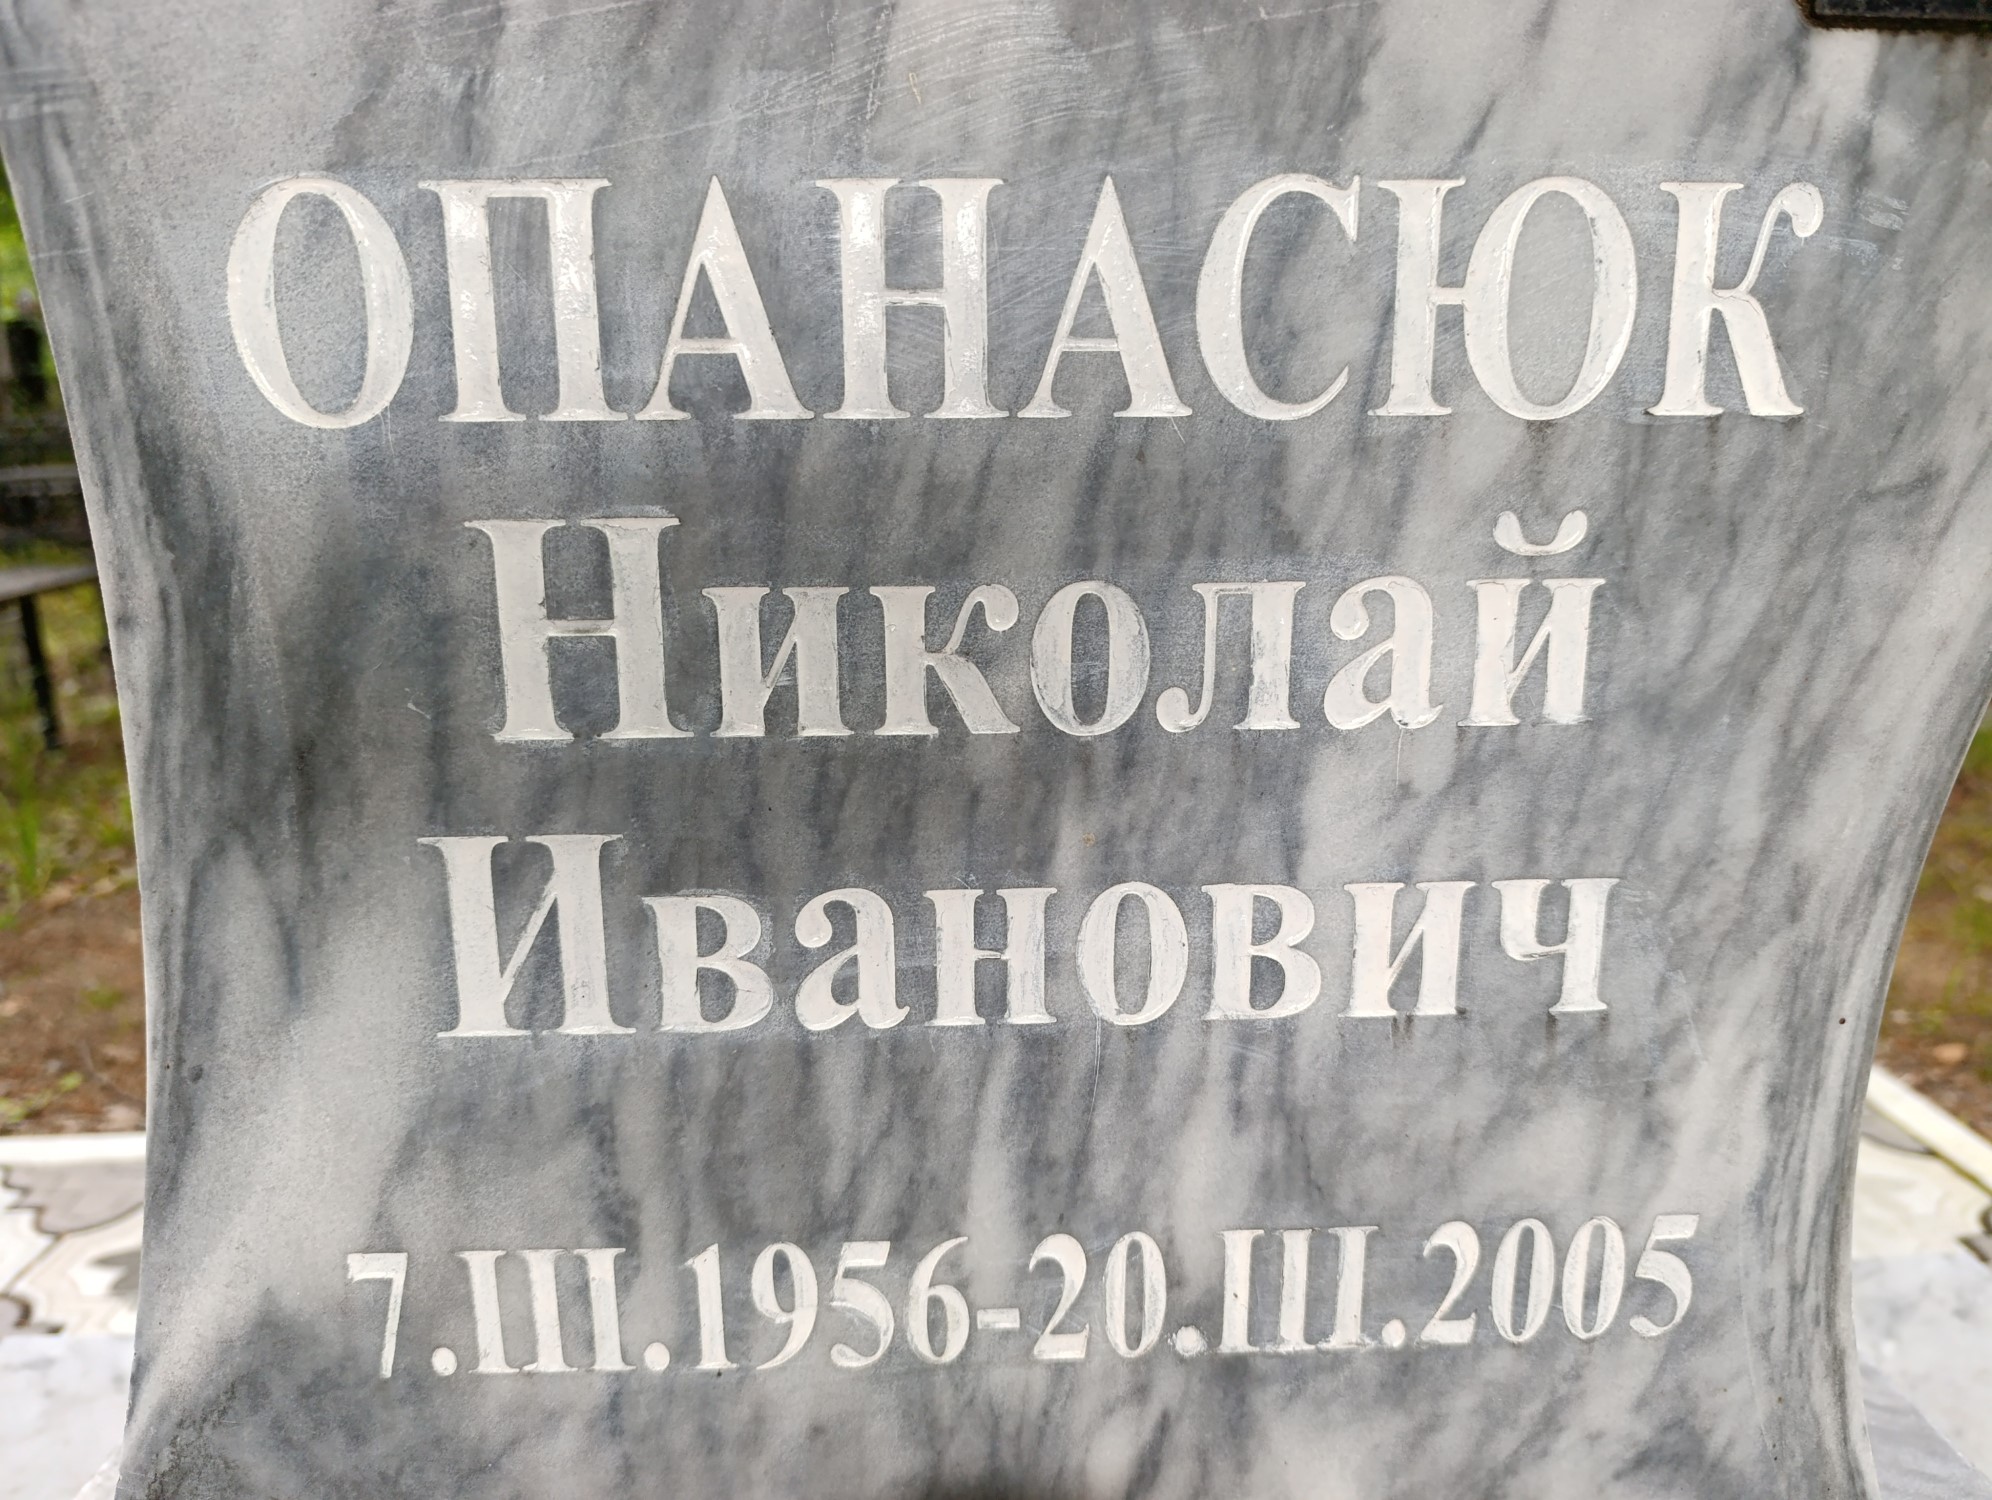 ОПАНАСЮК
Николай
Иванович
7.III.1956-20.III.2005